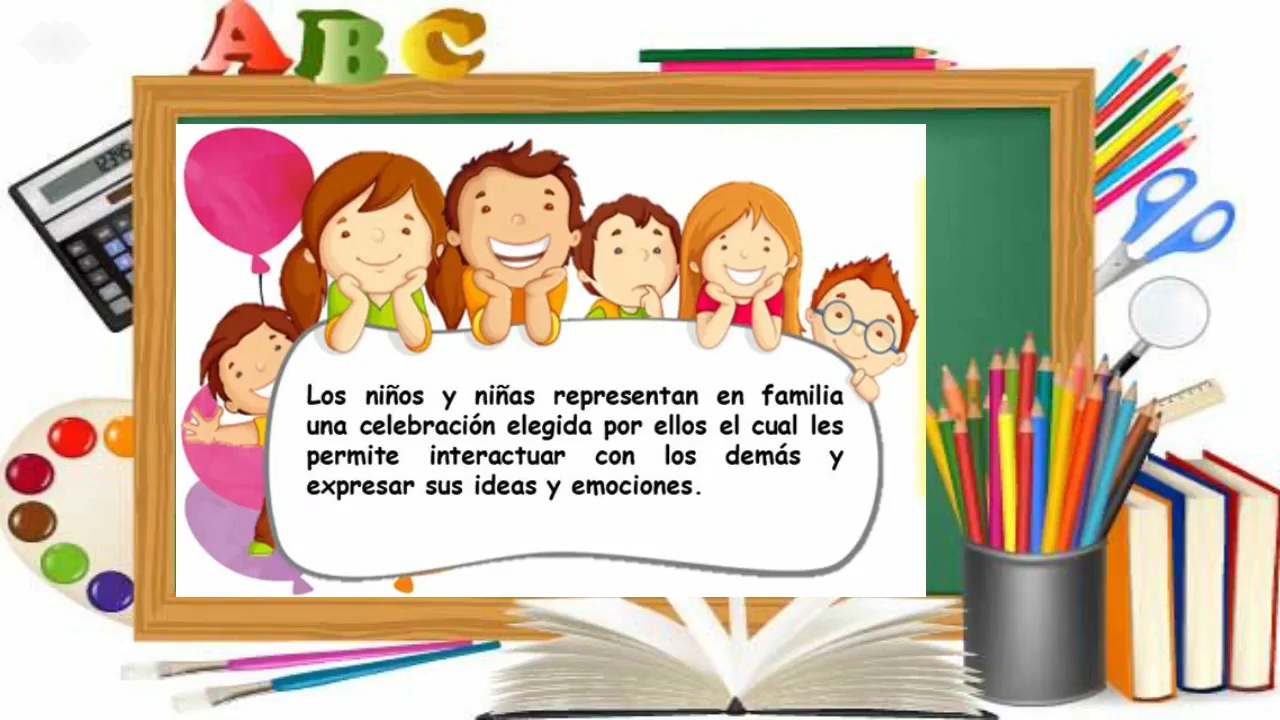 ABC
Los niños y niñas representan en familia
una celebración elegida por ellos el cual les
permite interactuar con los demás y
expresar sus ideas y emociones.